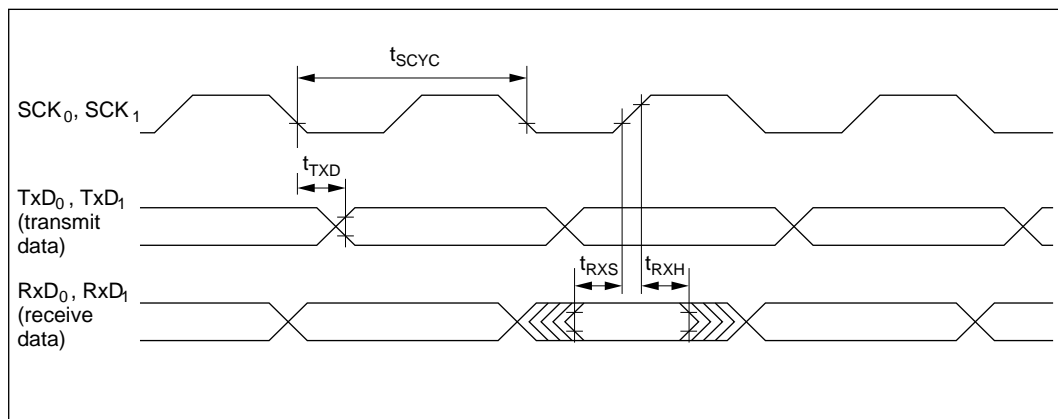 tSCYC
SCK0, SCK1
tTXD
TxD0, TxD1
(transmit
data)
tRXS
tRXH
RxD0, RxD1
(receive
data)